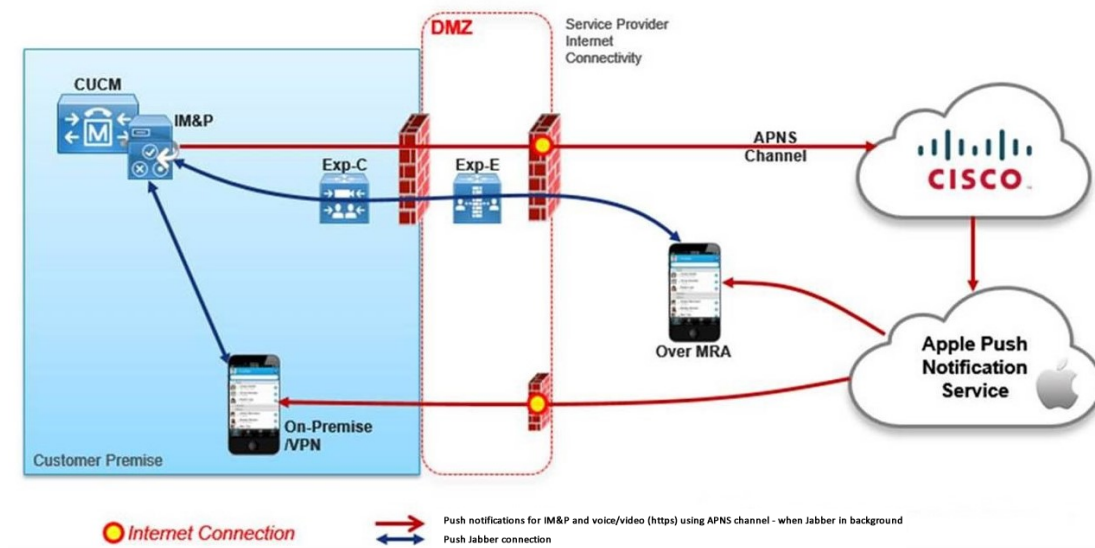 DMZ
Service Provider
Internet
Connectivity
CUCM
M
IM&P
APNS
Channel
CISCO
Exp-C
Exp-E
Over MRA
Apple Push
Notification
Service
On-Premise
/VPN
Customer Premise
Internet Connection
Push notifications for IM&P and voice/video (https) using APNS channel - when Jabber in background
Push Jabber connection